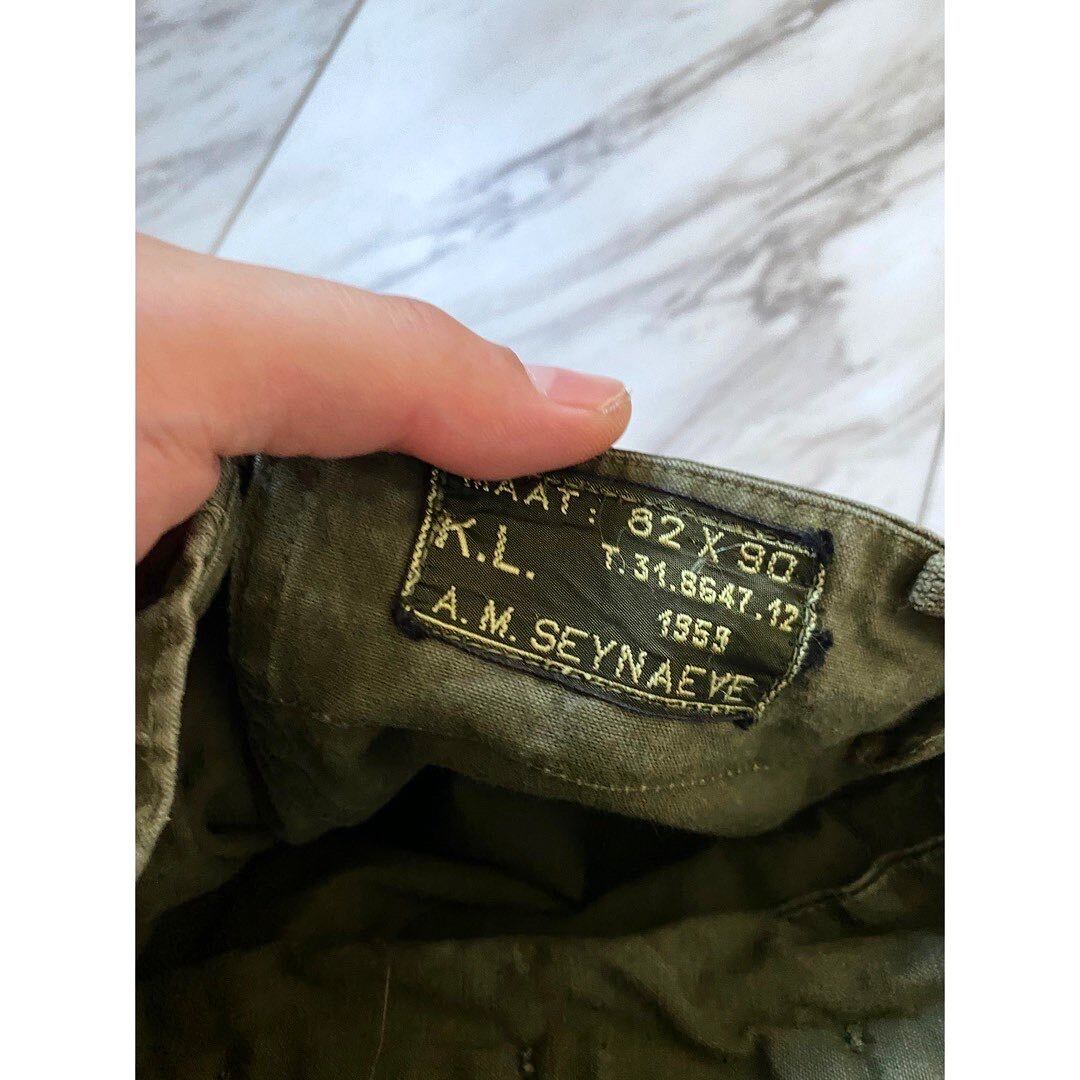 MAAT: 82 X 90
K.L. T.31.8647.12
1959
A.M. SEYNAEVE